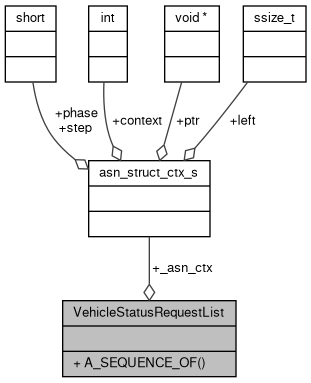 short int void * ssize_t
+phase
+step
+context +ptr +left
asn_struct_ctx_s
+_asn_ctx
VehicleStatusRequestList
+ A_SEQUENCE_OF()